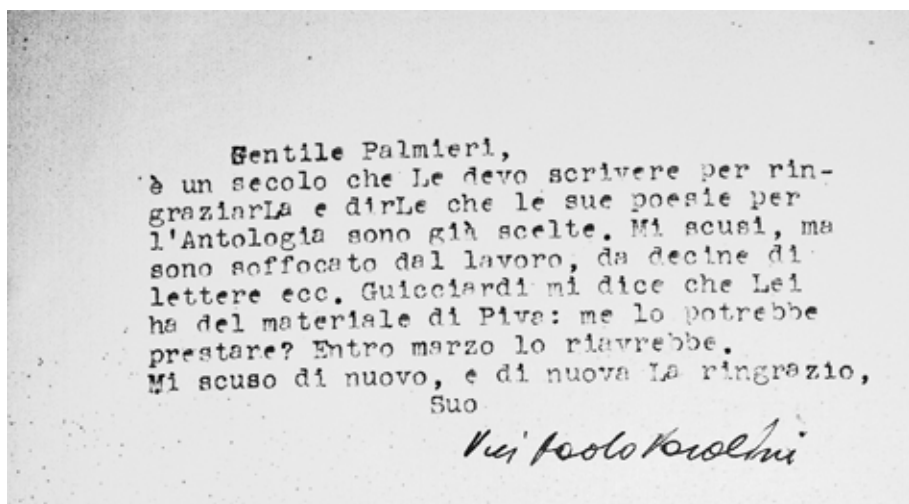 Gentile Palmieri,
è un secolo che Le devo scrivere per rin-
graziarLa e dirLe che le sue poesie per
l'Antologia sono già scelte. Mi scusi, ma
sono soffocato dal lavoro, da decine di
lettere ecc. Guicciardi mi dice che Lei
ha del materiale di Piva: me lo potrebbe
prestare? Entro marzo lo riavrebbe.
Mi scuso di nuovo, e di nuova La ringrazio,
Suo
Pier Paolo Pasolini